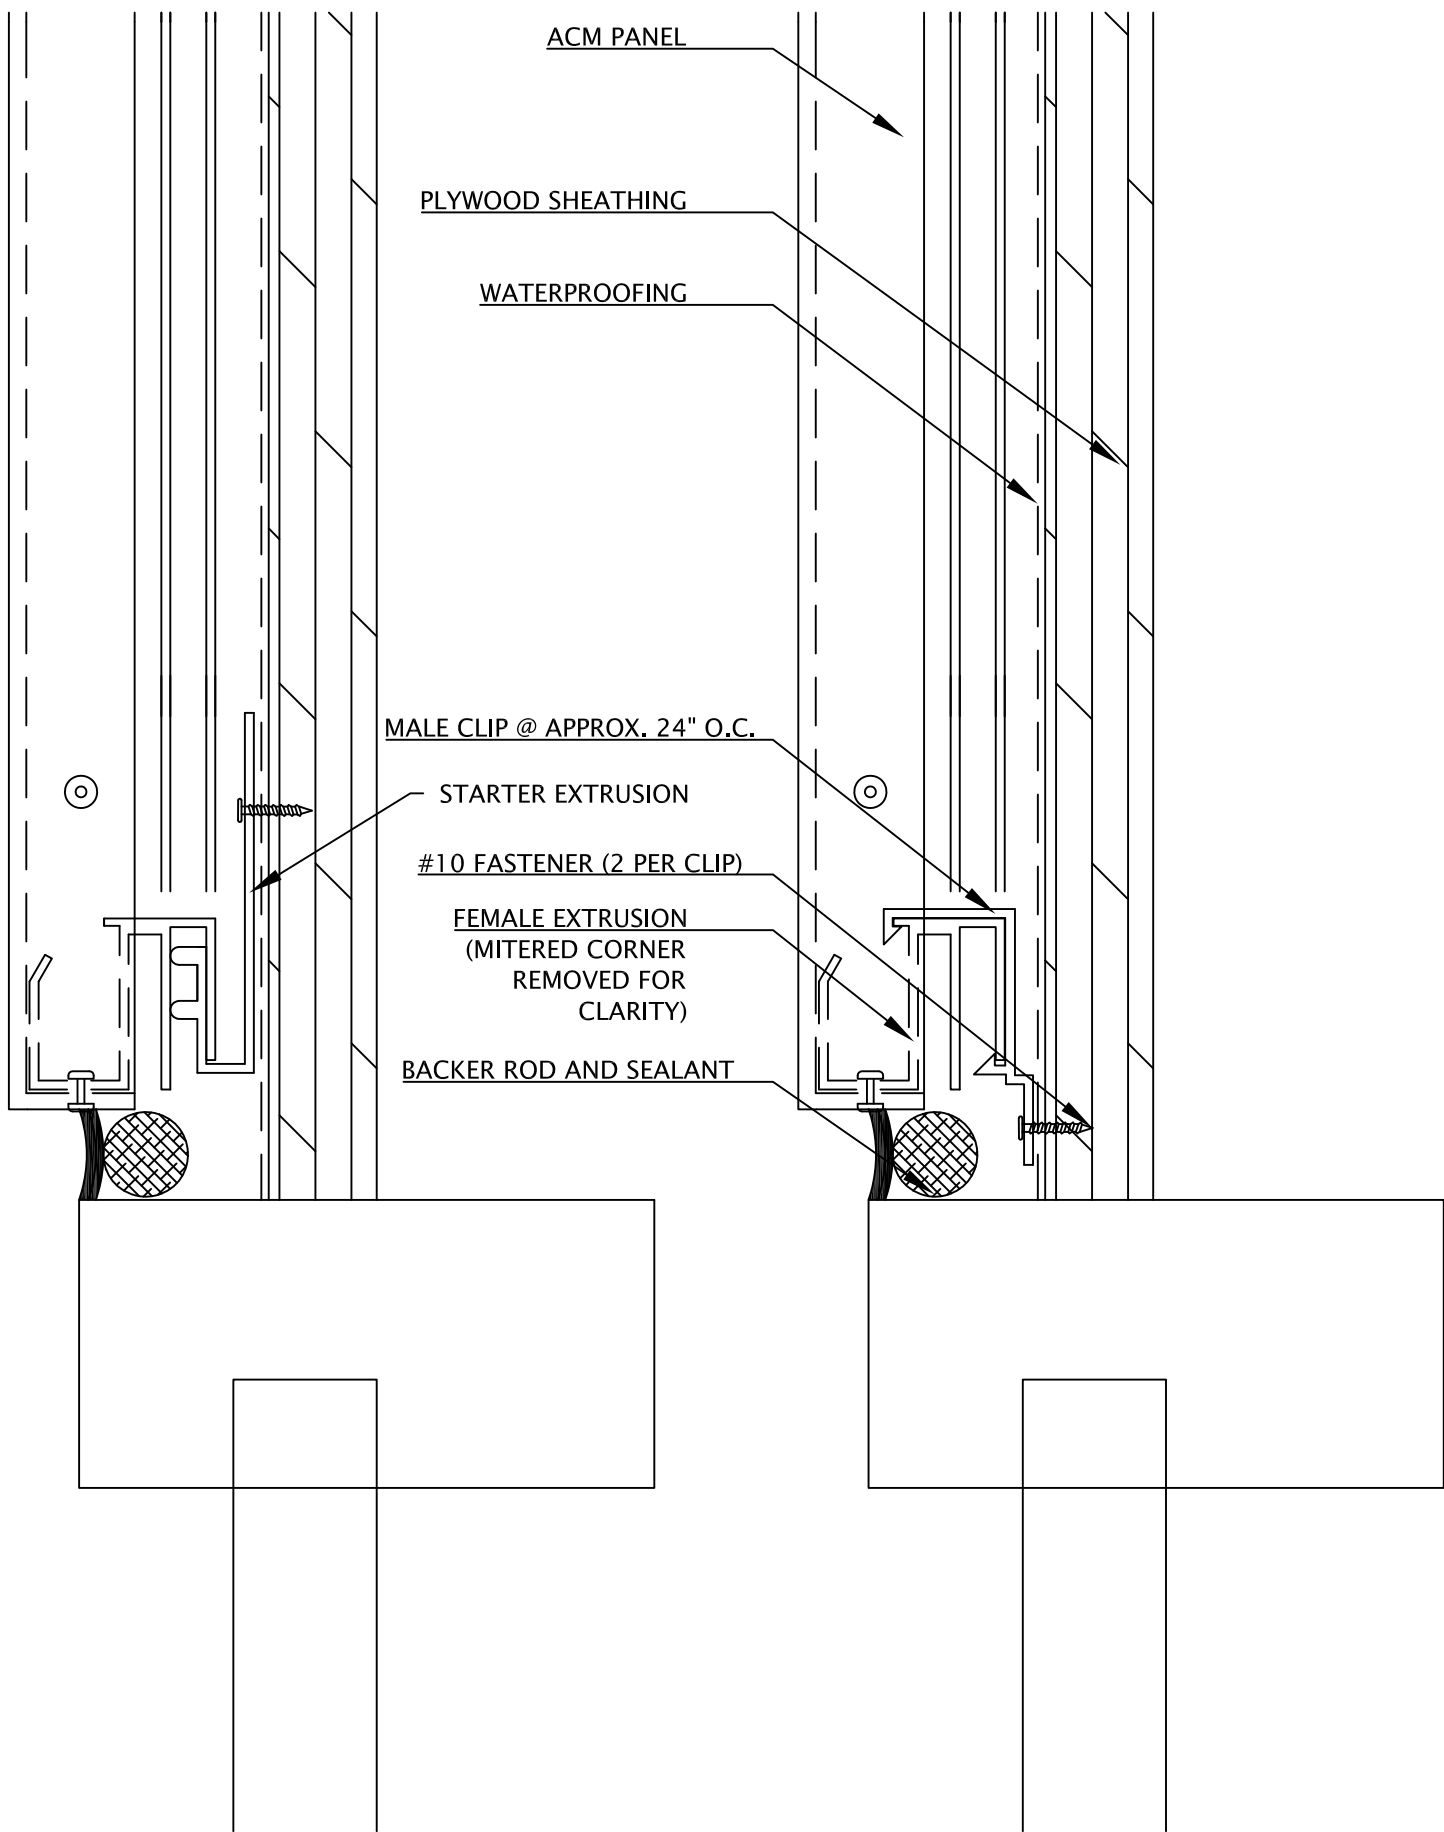 ACM PANEL
PLYWOOD SHEATHING
WATERPROOFING
MALE CLIP @ APPROX. 24" O.C.
STARTER EXTRUSION
#10 FASTENER (2 PER CLIP)
FEMALE EXTRUSION
(MITERED CORNER
REMOVED FOR
CLARITY)
BACKER ROD AND SEALANT